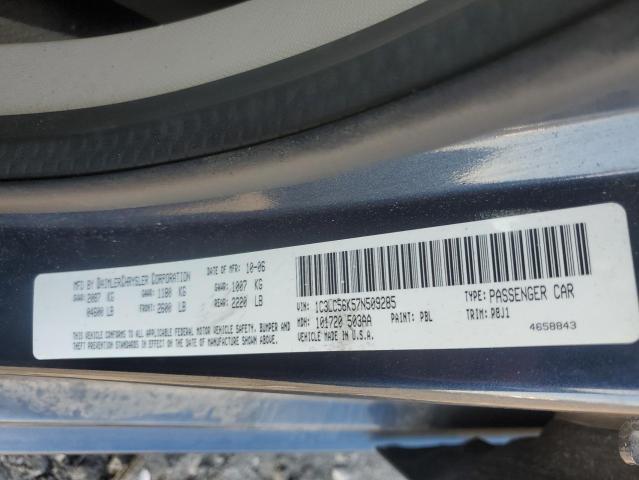 MFD BY DAIMLERCHRYSLER CORPORATION DATE OF MFR 10-06
GVWR: 2087 KG GAWR 1180 KG GAWR 1007 KG
04600 LB FRONT: 2600 LB REAR: 2220 LB
THIS VEHICLE CONFORMS TO ALL APPLICABLE FEDERAL MOTOR VEHICLE SAFETY, BUMPER AND
THEFT PREVENTION STANDARDS IN EFFECT ON THE DATE OF MANUFACTURE SHOWN ABOVE.
VIN: 1C3LC56K57N509285 TYPE: PASSENGER CAR
MDH: 101720 503AA PAINT: PBL TRIM: P8J1
VEHICLE MADE IN U.S.A. 4658843